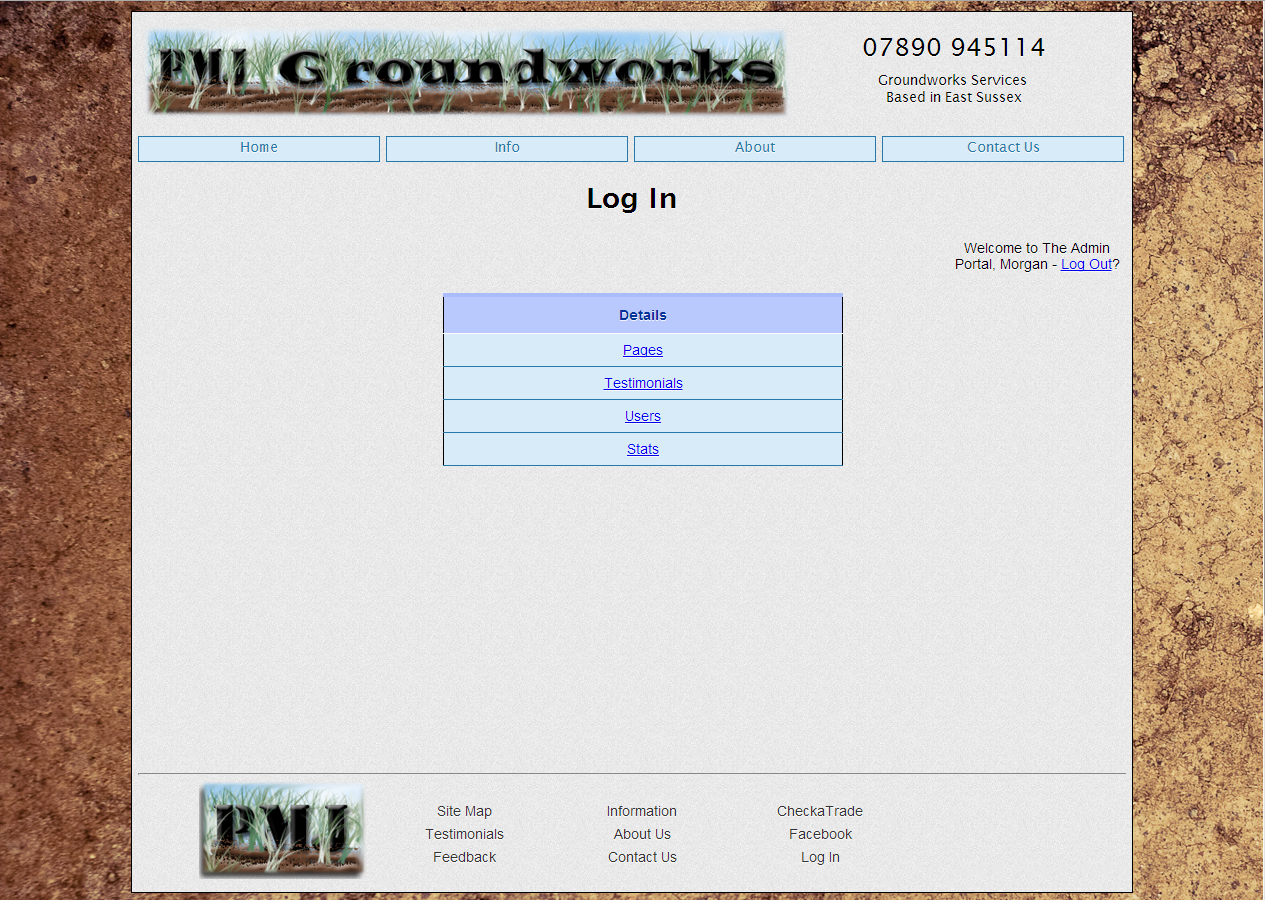 PMJ Groundworks
07890 945114
Groundworks Services
Based in East Sussex
Home
Info
About
Contact Us
Log In
Welcome to The Admin
Portal, Morgan - Log Out?
Details
Pages
Testimonials
Users
Stats
PMJ
Site Map
Information
CheckaTrade
Testimonials
About Us
Facebook
Feedback
Contact Us
Log In